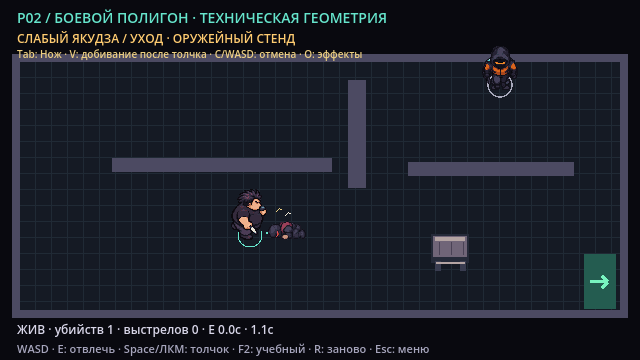 P02 / БОЕВОЙ ПОЛИГОН · ТЕХНИЧЕСКАЯ ГЕОМЕТРИЯ
СЛАБЫЙ ЯКУДЗА / УХОД · ОРУЖЕЙНЫЙ СТЕНД
Tab: Нож · V: добивание после толчка · C/WASD: отмена · O: эффекты
ЖИВ · убийств 1 · выстрелов 0 · E 0.0с · 1.1с
WASD · E: отвлечь · Space/ЛКМ: толчок · F2: учебный · R: заново · Esc: меню